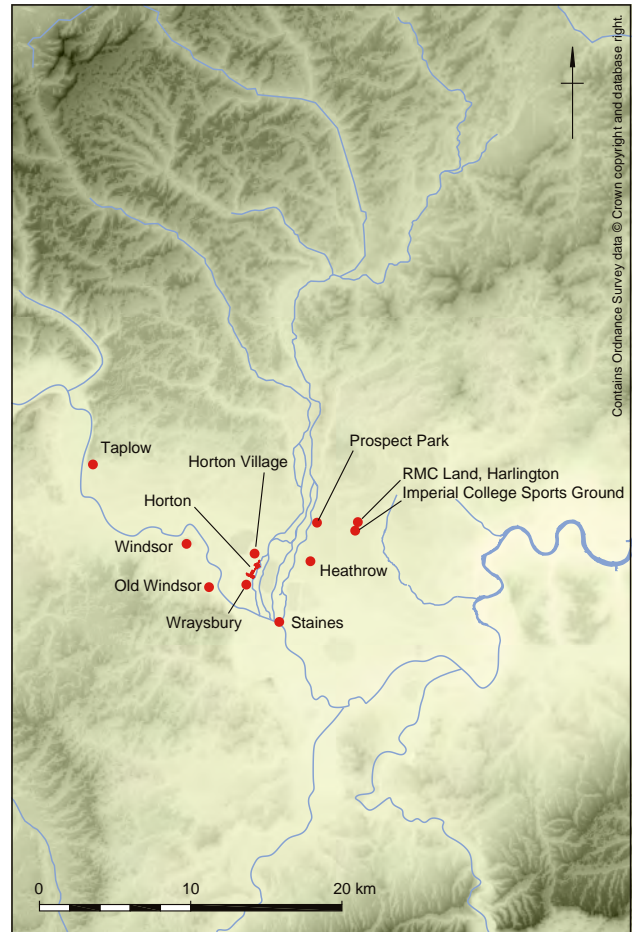 Contains Ordnance Survey data © Crown copyright and database right.
Prospect Park
Taplow
Horton Village
RMC Land, Harlington
Imperial College Sports Ground
Horton
Windsor
Heathrow
Old Windsor
Wraysbury
Staines
0 10 20 km